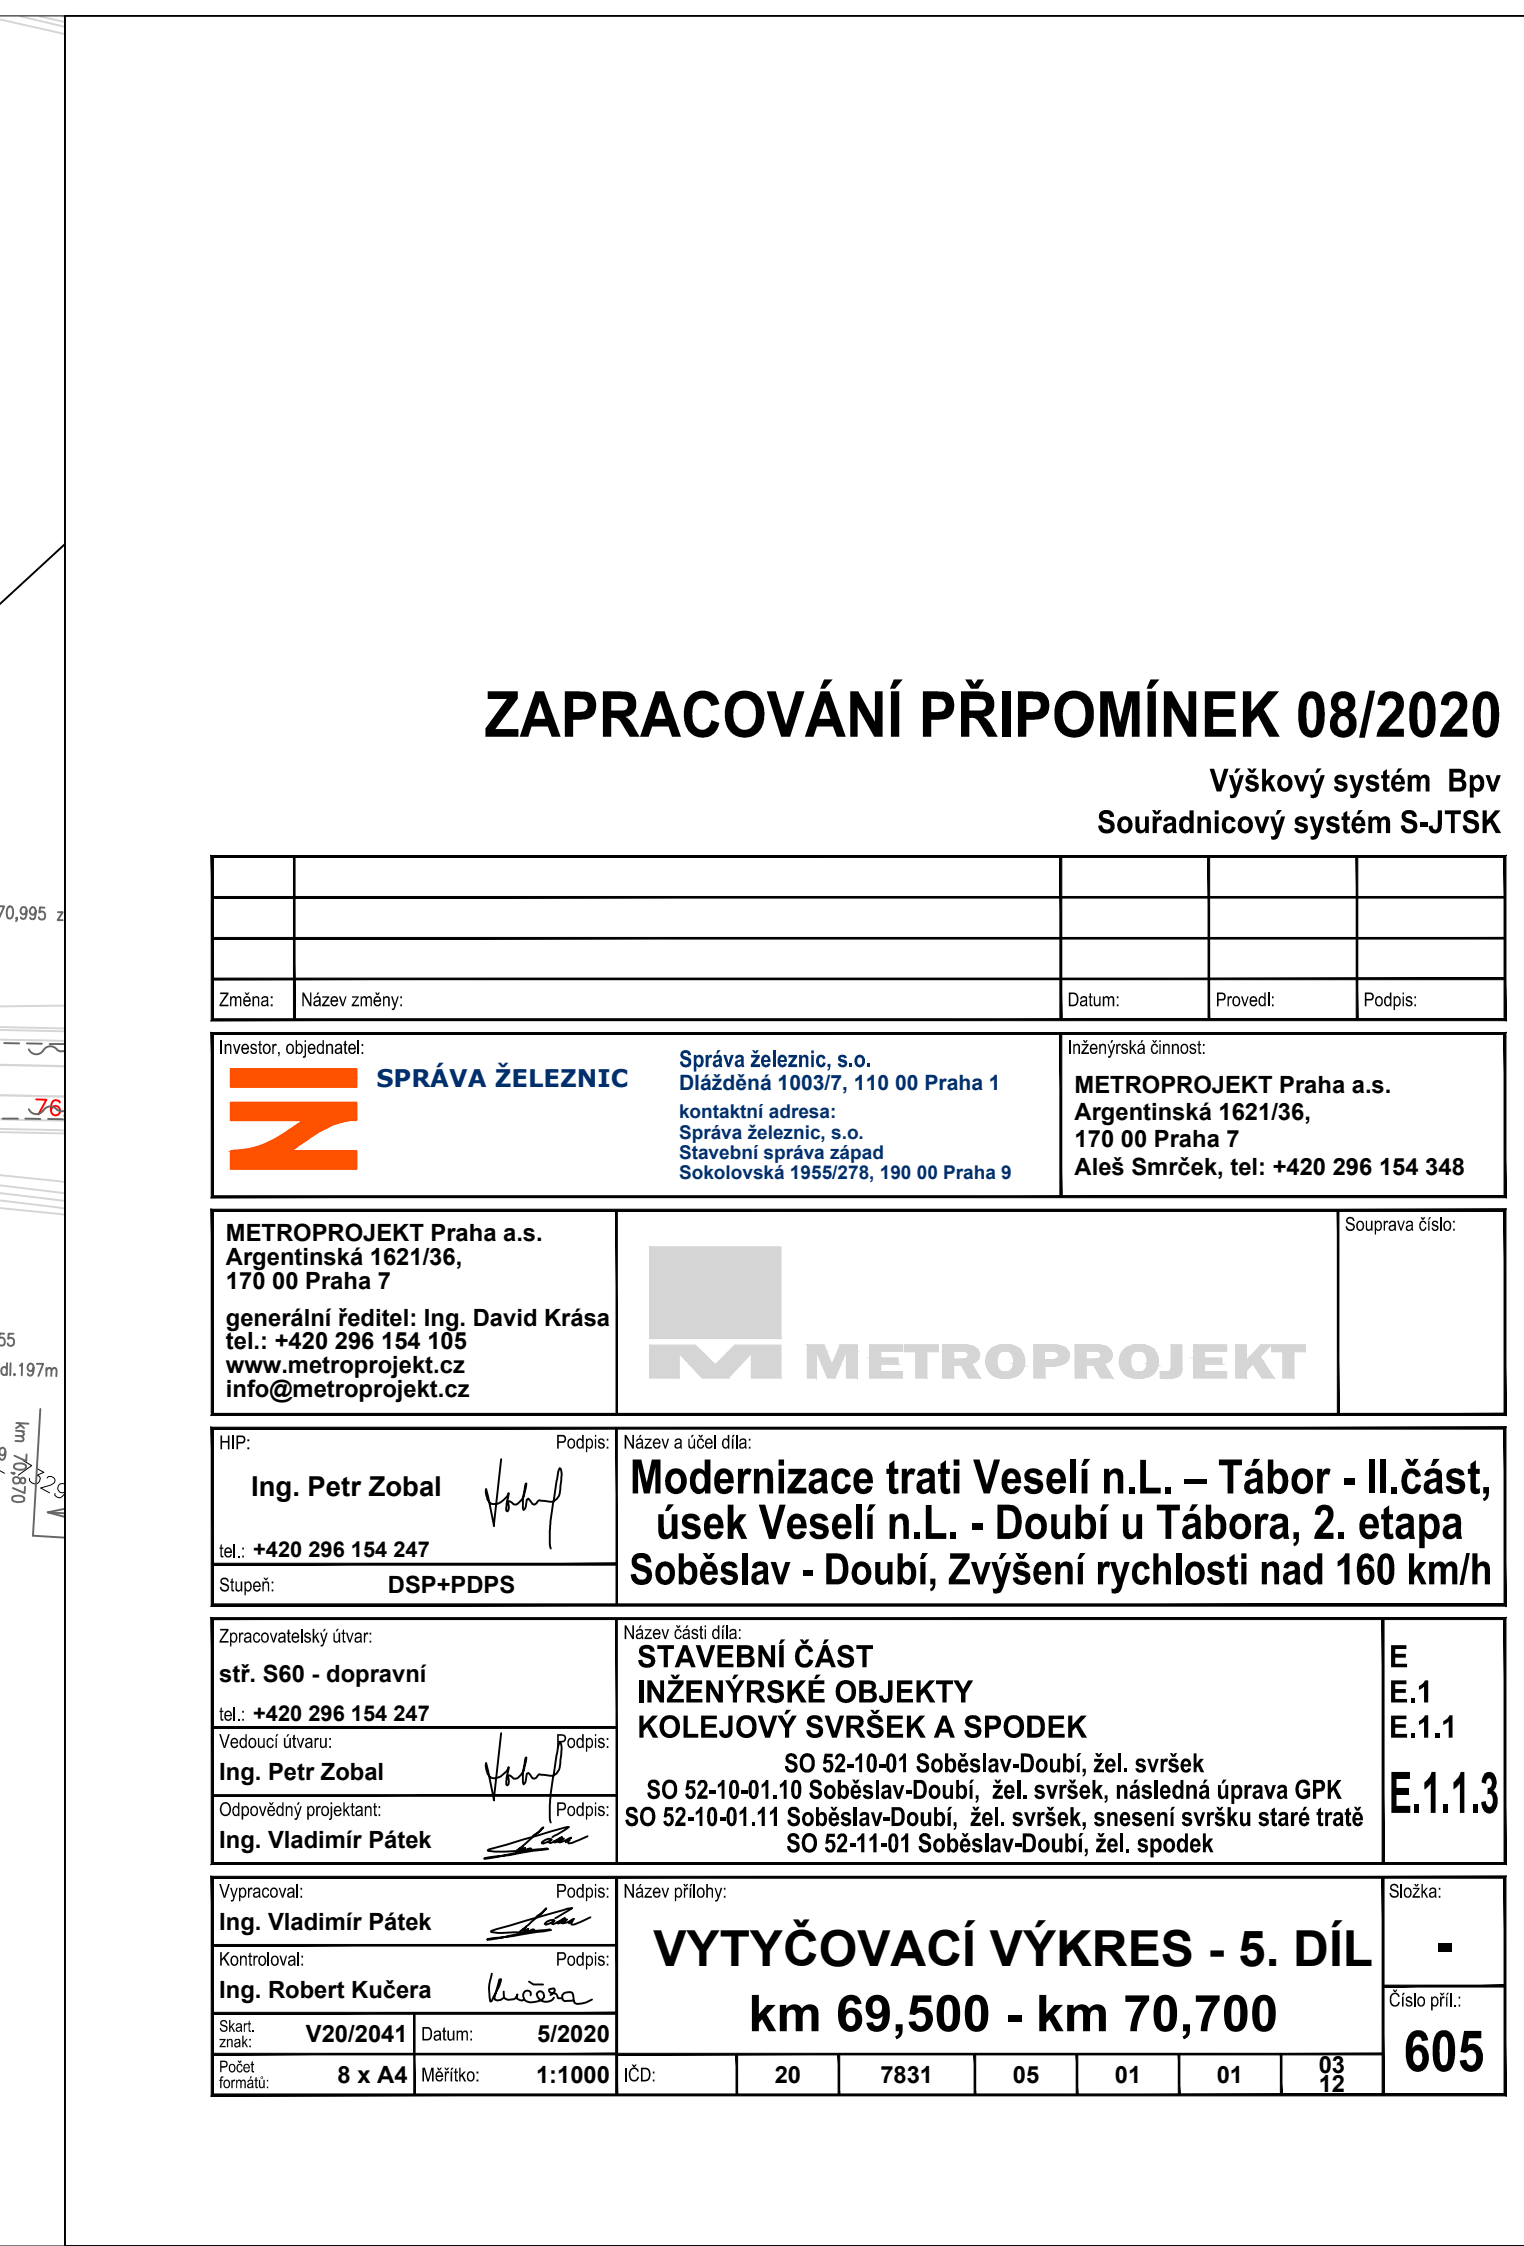 70,995 z
76
55
dl.197m
km 70,870
ZAPRACOVÁNÍ PŘIPOMÍNEK 08/2020
Výškový systém Bpv
Souřadnicový systém S-JTSK
Změna: Název změny: Datum: Provedl: Podpis:
Investor, objednatel:
SPRÁVA ŽELEZNIC
Správa železnic, s.o.
Dlážděná 1003/7, 110 00 Praha 1
kontaktní adresa:
Správa železnic, s.o.
Stavební správa západ
Sokolovská 1955/278, 190 00 Praha 9
Inženýrská činnost:
METROPROJEKT Praha a.s.
Argentinská 1621/36,
170 00 Praha 7
Aleš Smrček, tel: +420 296 154 348
METROPROJEKT Praha a.s.
Argentinská 1621/36,
170 00 Praha 7
generální ředitel: Ing. David Krása
tel.: +420 296 154 105
www.metroprojekt.cz
info@metroprojekt.cz
METROPROJEKT
Souprava číslo:
HIP: Podpis:
Ing. Petr Zobal
tel.: +420 296 154 247
Stupeň: DSP+PDPS
Název a účel díla:
Modernizace trati Veselí n.L. – Tábor - II.část,
úsek Veselí n.L. - Doubí u Tábora, 2. etapa
Soběslav - Doubí, Zvýšení rychlosti nad 160 km/h
Zpracovatelský útvar:
stř. S60 - dopravní
tel.: +420 296 154 247
Vedoucí útvaru: Podpis:
Ing. Petr Zobal
Odpovědný projektant: Podpis:
Ing. Vladimír Pátek
Název části díla:
STAVEBNÍ ČÁST E
INŽENÝRSKÉ OBJEKTY E.1
KOLEJOVÝ SVRŠEK A SPODEK E.1.1
SO 52-10-01 Soběslav-Doubí, žel. svršek
SO 52-10-01.10 Soběslav-Doubí, žel. svršek, následná úprava GPK
SO 52-10-01.11 Soběslav-Doubí, žel. svršek, snesení svršku staré tratě
SO 52-11-01 Soběslav-Doubí, žel. spodek
E.1.1.3
Vypracoval: Podpis:
Ing. Vladimír Pátek
Kontroloval: Podpis:
Ing. Robert Kučera Kučera
Skart. znak: V20/2041 Datum: 5/2020
Počet formátů: 8 x A4 Měřítko: 1:1000
Název přílohy:
VYTYČOVACÍ VÝKRES - 5. DÍL
km 69,500 - km 70,700
IČD: 20 7831 05 01 01 03 12
Složka:
-
Číslo příl.:
605